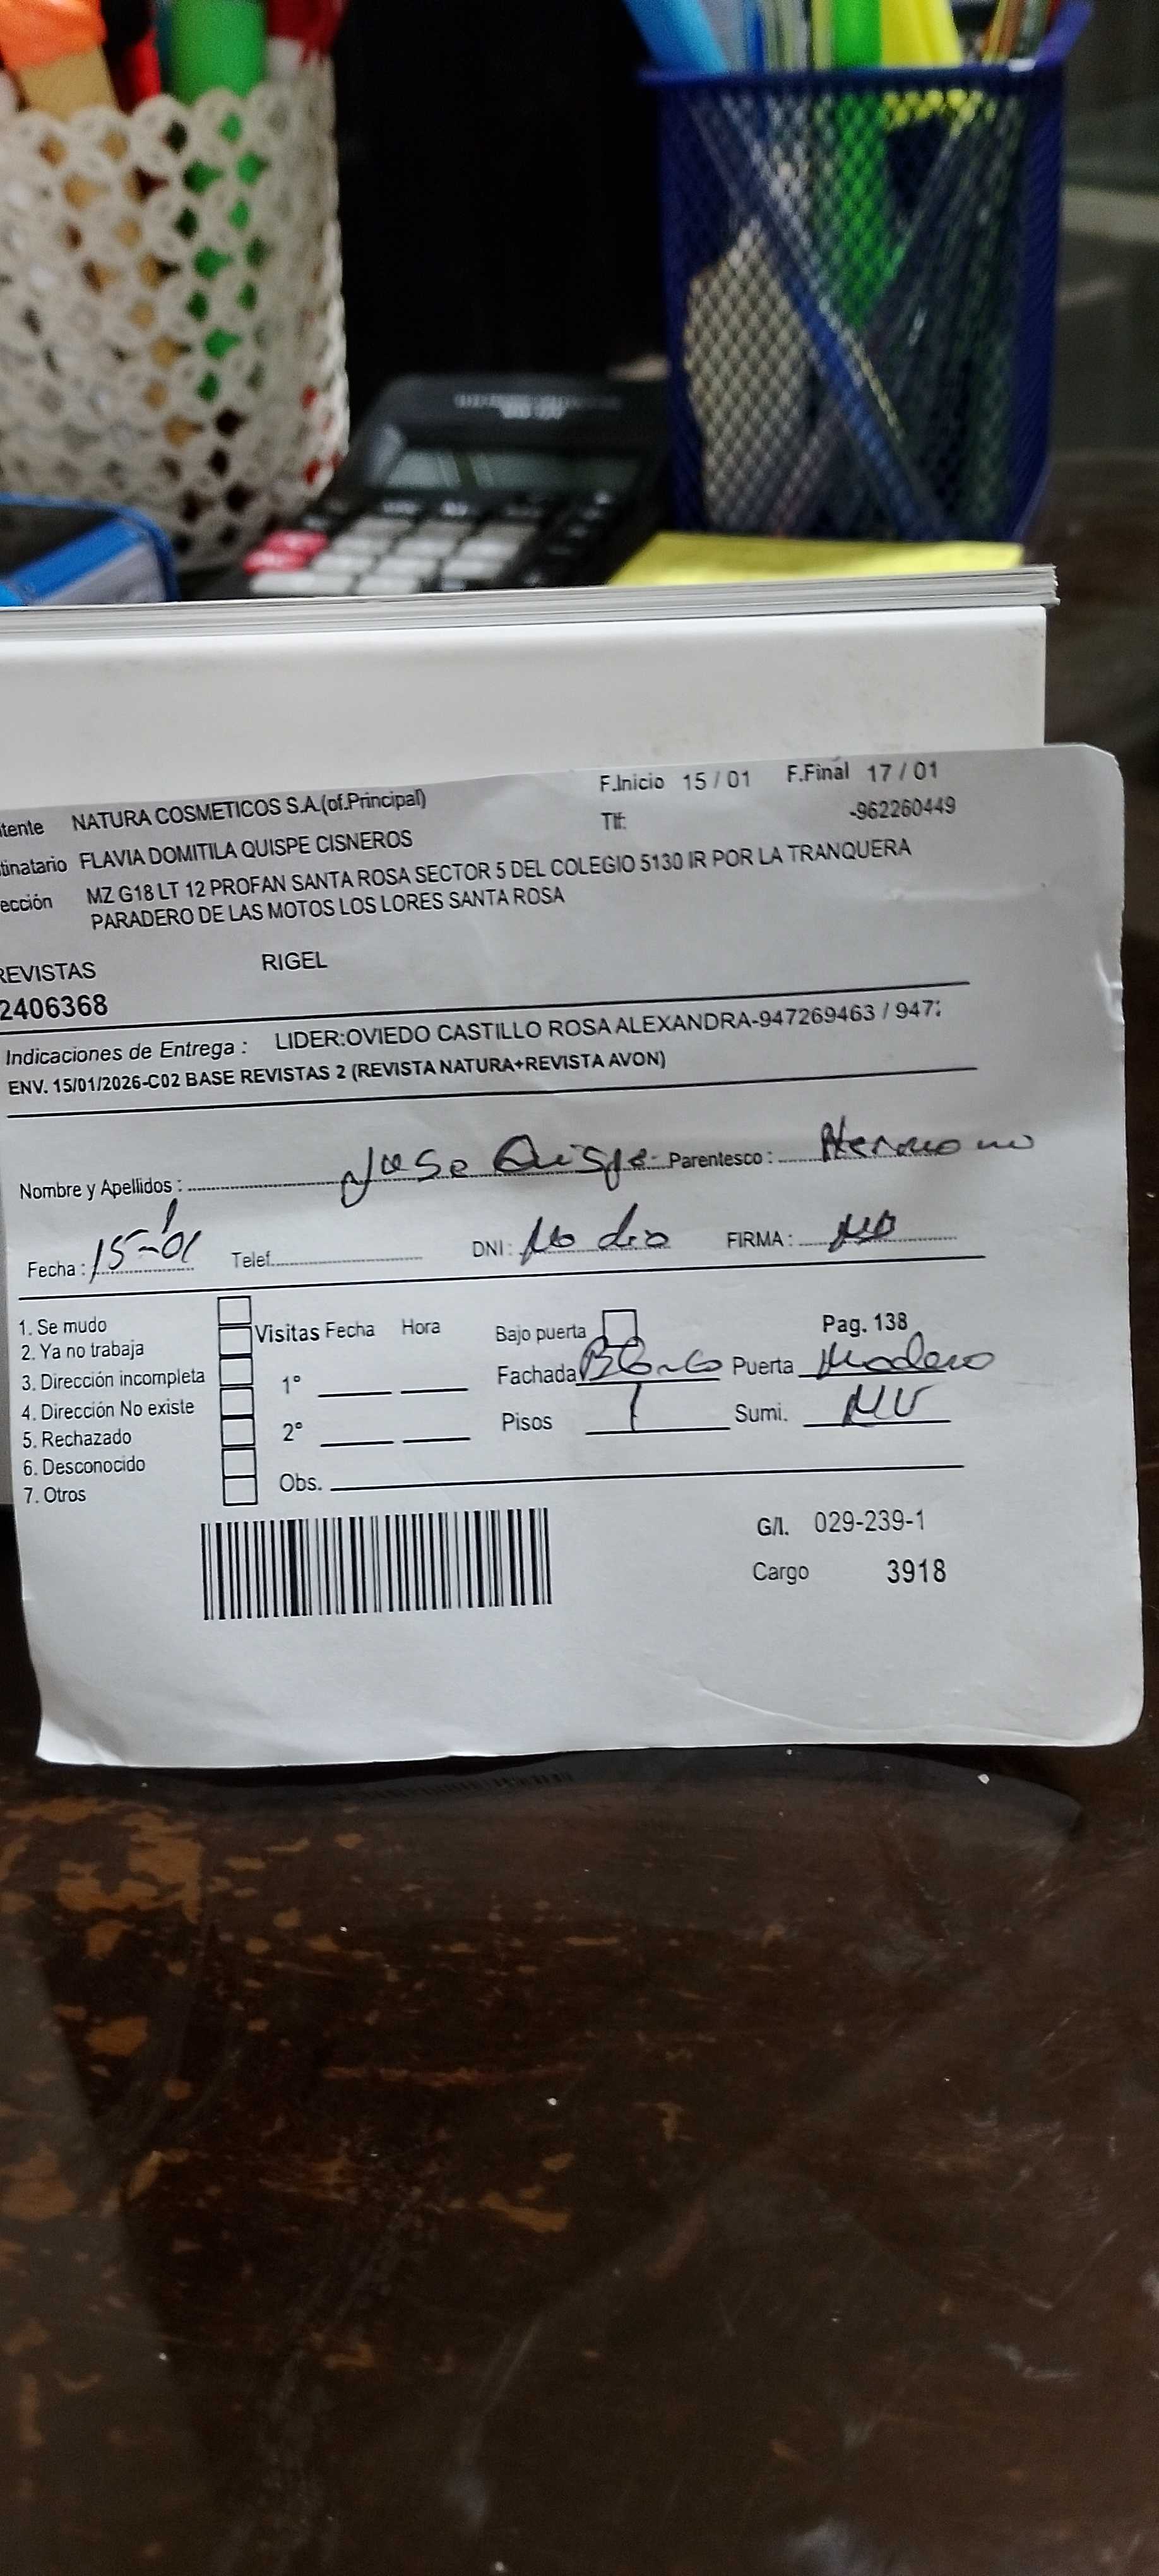 F.Inicio 15 / 01 F.Final 17 / 01
tente NATURA COSMETICOS S.A.(of.Principal)
Tlf: -962260449
tinatario FLAVIA DOMITILA QUISPE CISNEROS
ección MZ G18 LT 12 PROFAN SANTA ROSA SECTOR 5 DEL COLEGIO 5130 IR POR LA TRANQUERA
PARADERO DE LAS MOTOS LOS LORES SANTA ROSA
REVISTAS RIGEL
2406368
Indicaciones de Entrega : LIDER:OVIEDO CASTILLO ROSA ALEXANDRA-947269463 / 947
ENV. 15/01/2026-C02 BASE REVISTAS 2 (REVISTA NATURA+REVISTA AVON)
Nombre y Apellidos : Jose Quispe Parentesco : Hermano
Fecha : 15-01 Telef. DNI : No dio FIRMA :
1. Se mudo
2. Ya no trabaja
3. Dirección incompleta
4. Dirección No existe
5. Rechazado
6. Desconocido
7. Otros
Visitas Fecha Hora
1°
2°
Obs.
Bajo puerta Pag. 138
Fachada Blanco Puerta Madera
Pisos 1 Sumi.
G/I. 029-239-1
Cargo 3918